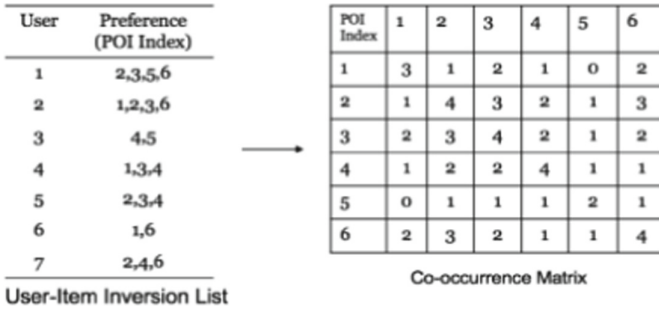 User Preference
(POI Index)
1 2,3,5,6
2 1,2,3,6
3 4,5
4 1,3,4
5 2,3,4
6 1,6
7 2,4,6
User-Item Inversion List
POI Index 1 2 3 4 5 6
1 3 1 2 1 0 2
2 1 4 3 2 1 3
3 2 3 4 2 1 2
4 1 2 2 4 1 1
5 0 1 1 1 2 1
6 2 3 2 1 1 4
Co-occurrence Matrix